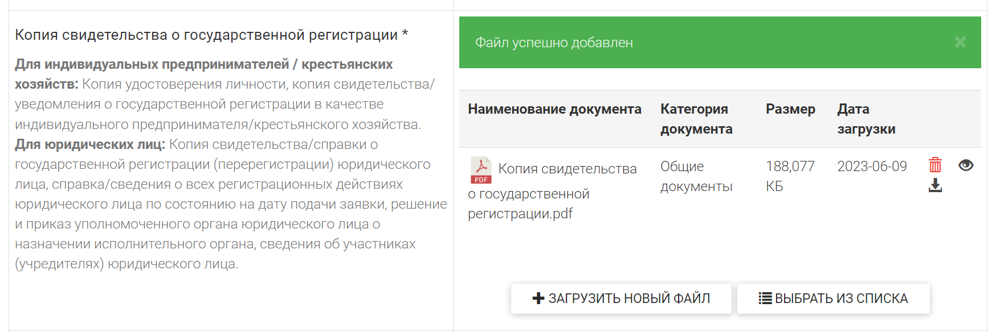 Копия свидетельства о государственной регистрации *
Для индивидуальных предпринимателей / крестьянских
хозяйств: Копия удостоверения личности, копия свидетельства/
уведомления о государственной регистрации в качестве
индивидуального предпринимателя/крестьянского хозяйства.
Для юридических лиц: Копия свидетельства/справки о
государственной регистрации (перерегистрации) юридического
лица, справка/сведения о всех регистрационных действиях
юридического лица по состоянию на дату подачи заявки, решение
и приказ уполномоченного органа юридического лица о
назначении исполнительного органа, сведения об участниках
(учредителях) юридического лица.
Файл успешно добавлен
Наименование документа
Категория
документа
Размер
Дата
загрузки
PDF
Копия свидетельства
о государственной
регистрации.pdf
Общие
документы
188,077
КБ
2023-06-09
ЗАГРУЗИТЬ НОВЫЙ ФАЙЛ
ВЫБРАТЬ ИЗ СПИСКА